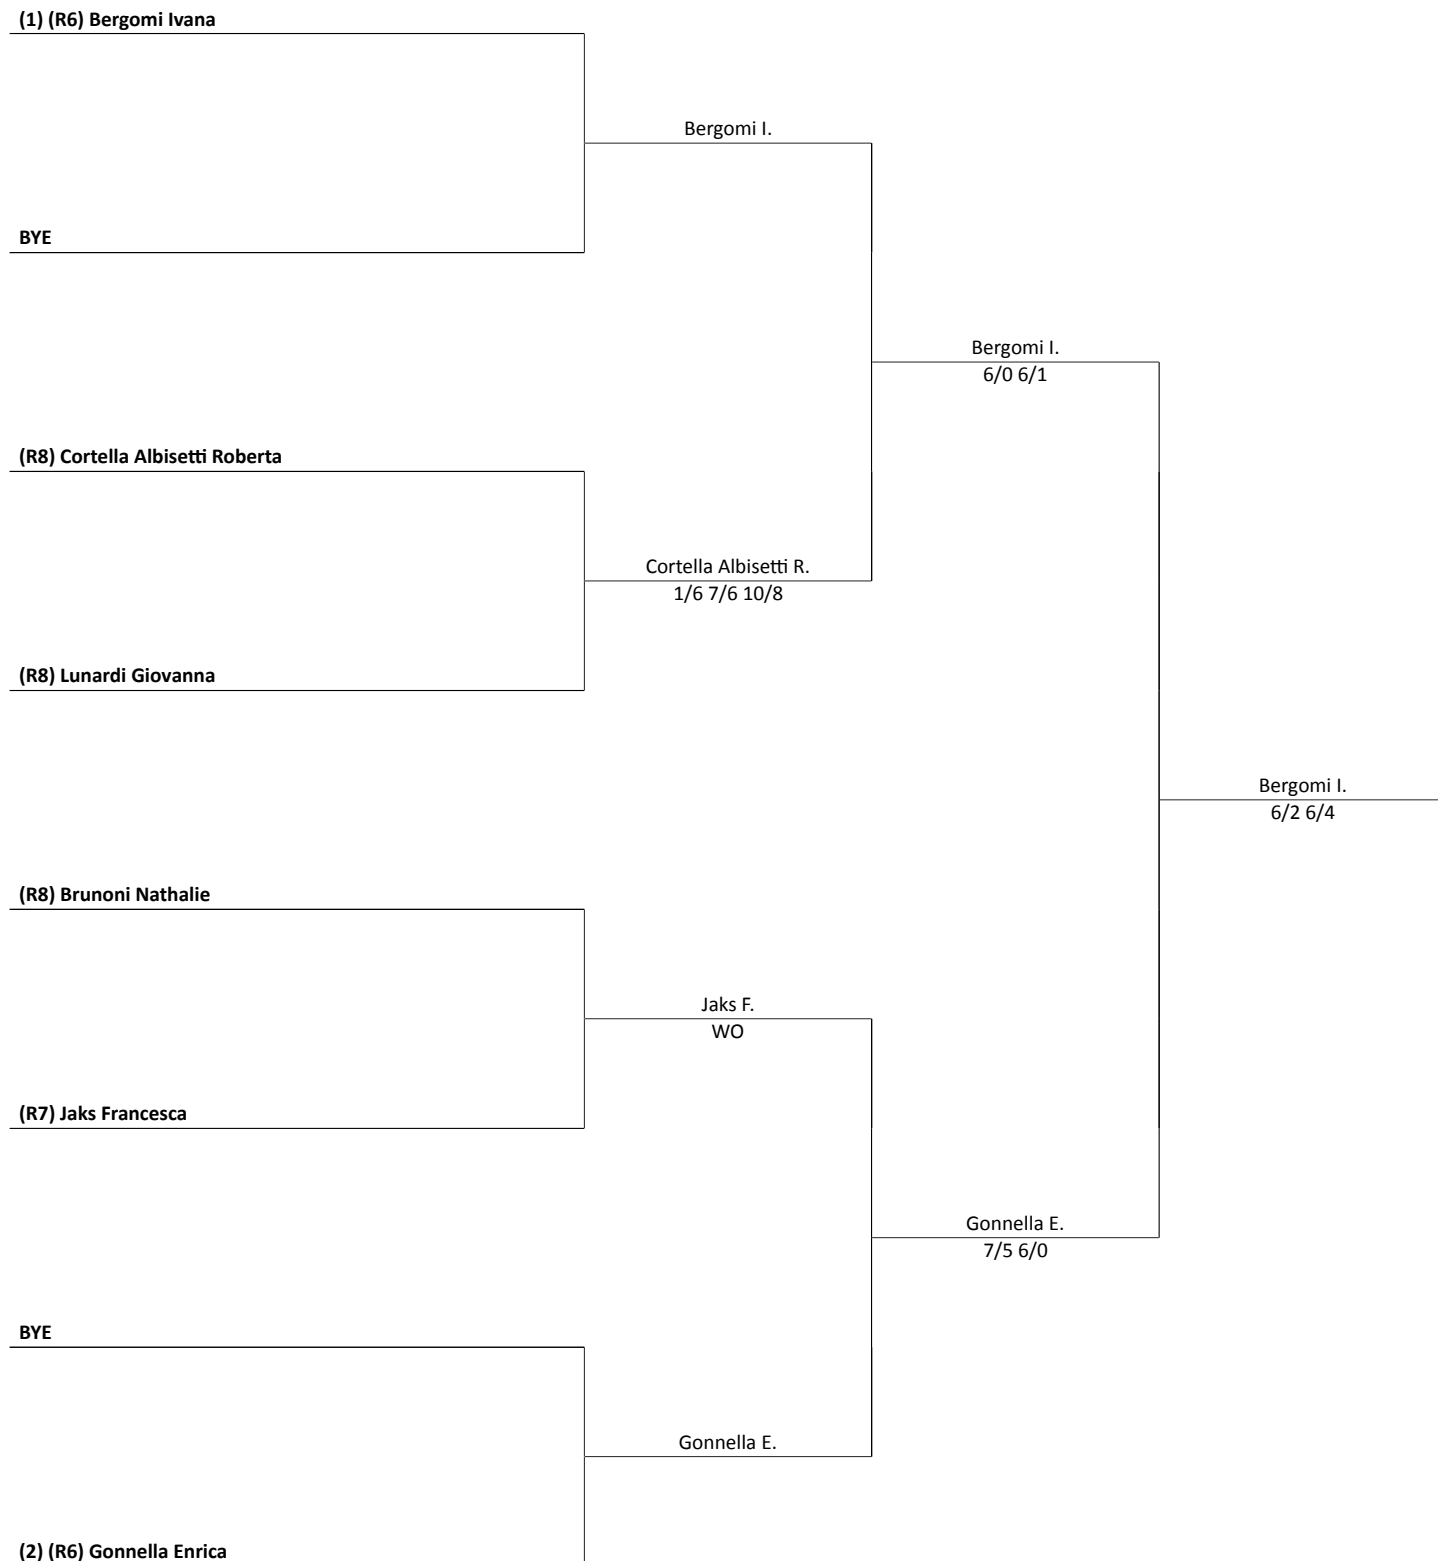 (1) (R6) Bergomi Ivana
Bergomi I.
BYE
Bergomi I.
6/0 6/1
(R8) Cortella Albisetti Roberta
Cortella Albisetti R.
1/6 7/6 10/8
(R8) Lunardi Giovanna
Bergomi I.
6/2 6/4
(R8) Brunoni Nathalie
Jaks F.
WO
(R7) Jaks Francesca
Gonnella E.
7/5 6/0
BYE
Gonnella E.
(2) (R6) Gonnella Enrica